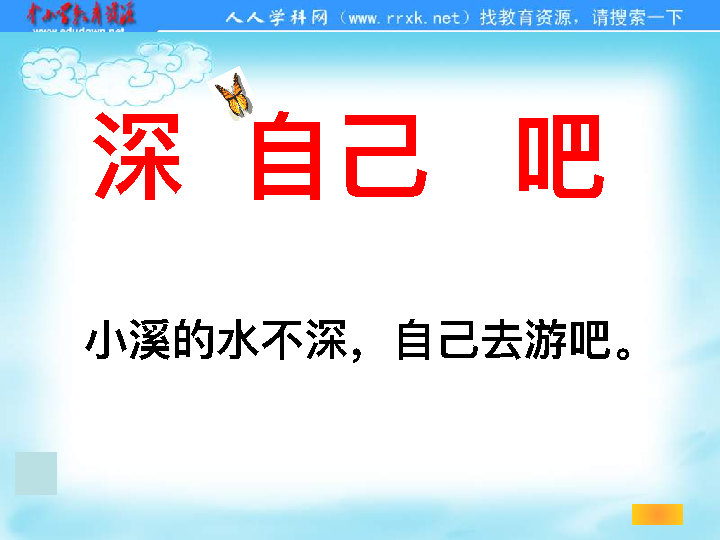 中小学教育资源
www.edudown.net
人人学科网（www.rrxk.net）找教育资源，请搜索一下
深 自己 吧
小溪的水不深，自己去游吧。